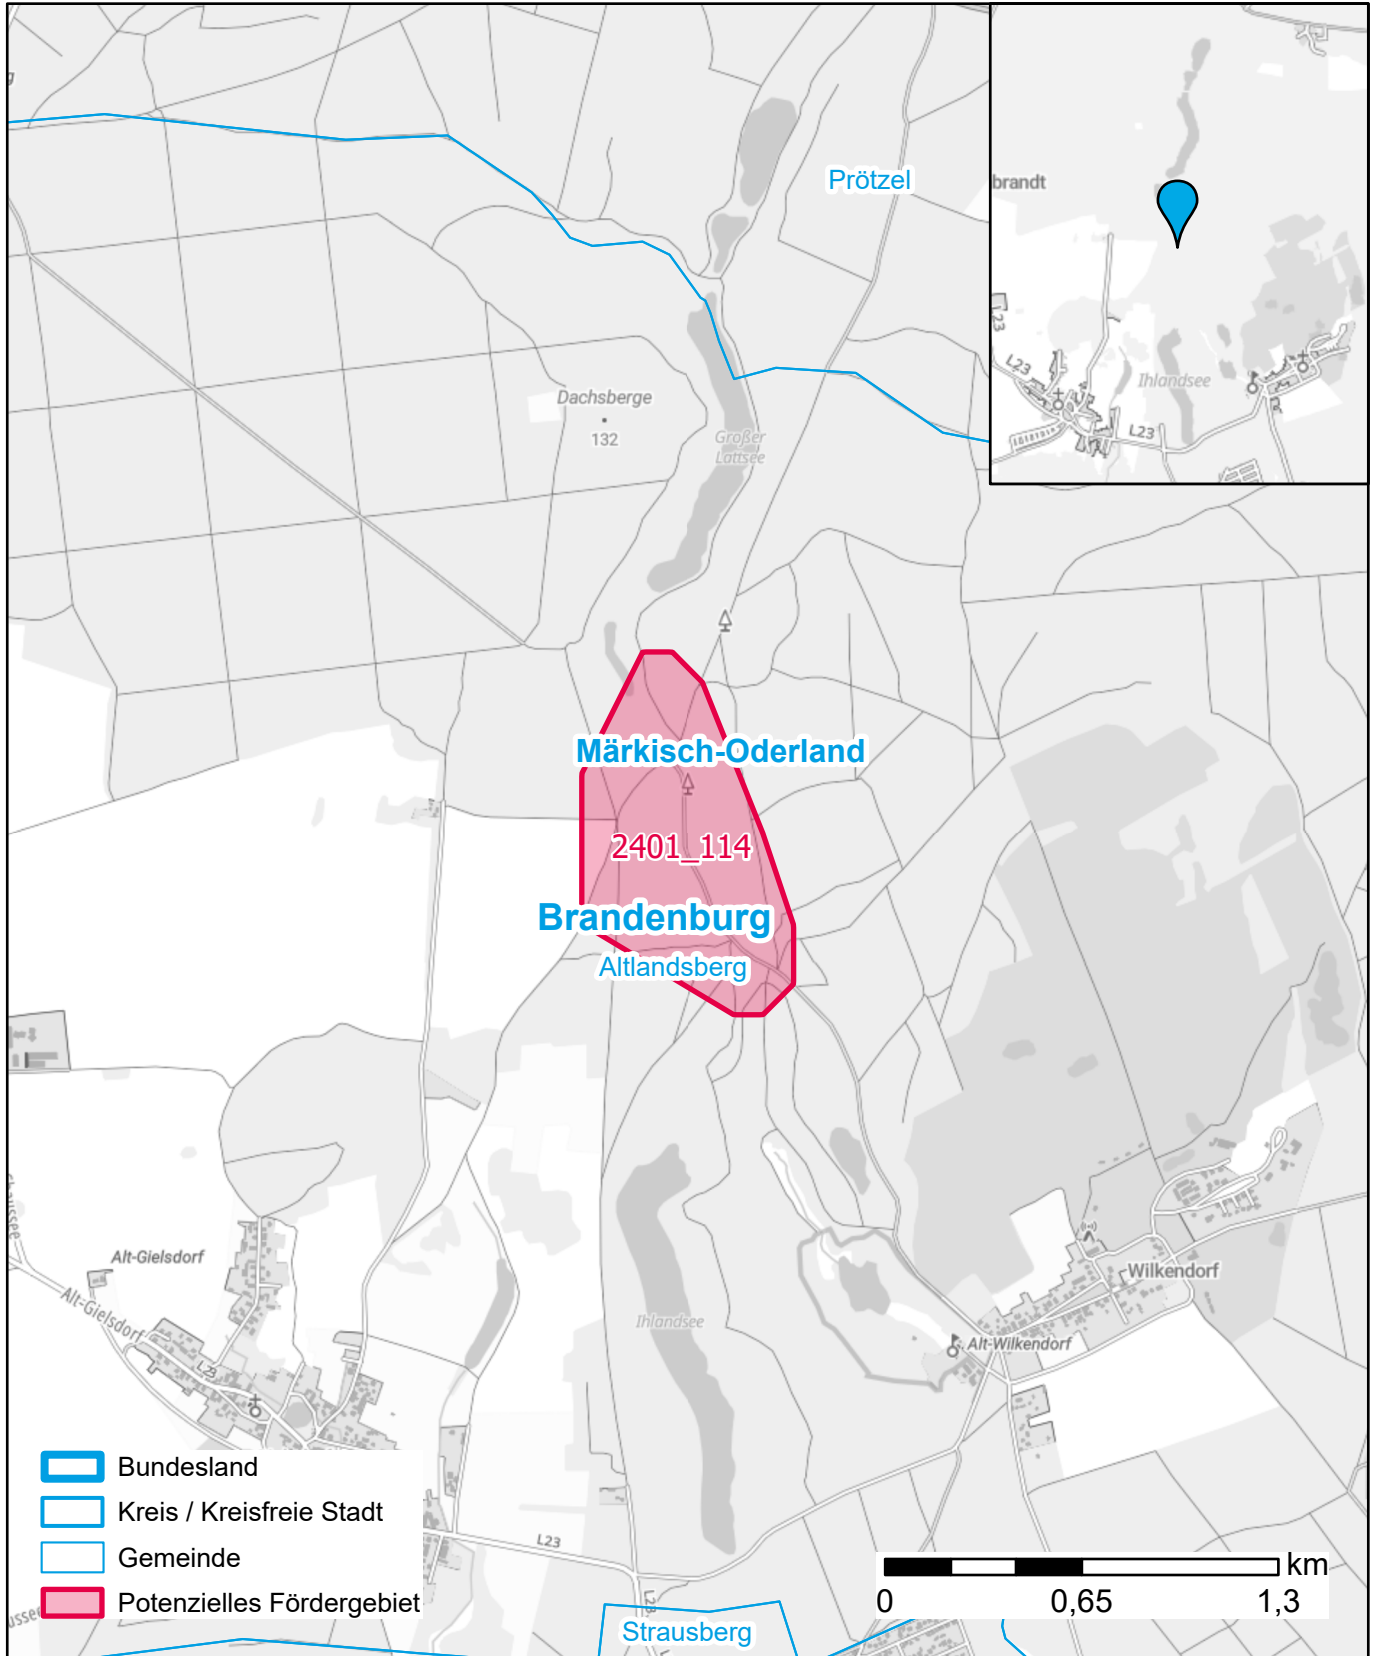 Prötzel
brandt
L23
L23
Ihlandsee
L23
Dachsberge
132
Großer
Lattsee
Märkisch-Oderland
2401_114
Brandenburg
Altlandsberg
Alt-Gielsdorf
Alt-Gielsdorf
L23
Ihlandsee
Wilkendorf
Alt-Wilkendorf
L23
L23
Strausberg
Bundesland
Kreis / Kreisfreie Stadt
Gemeinde
Potenzielles Fördergebiet
km
0 0,65 1,3